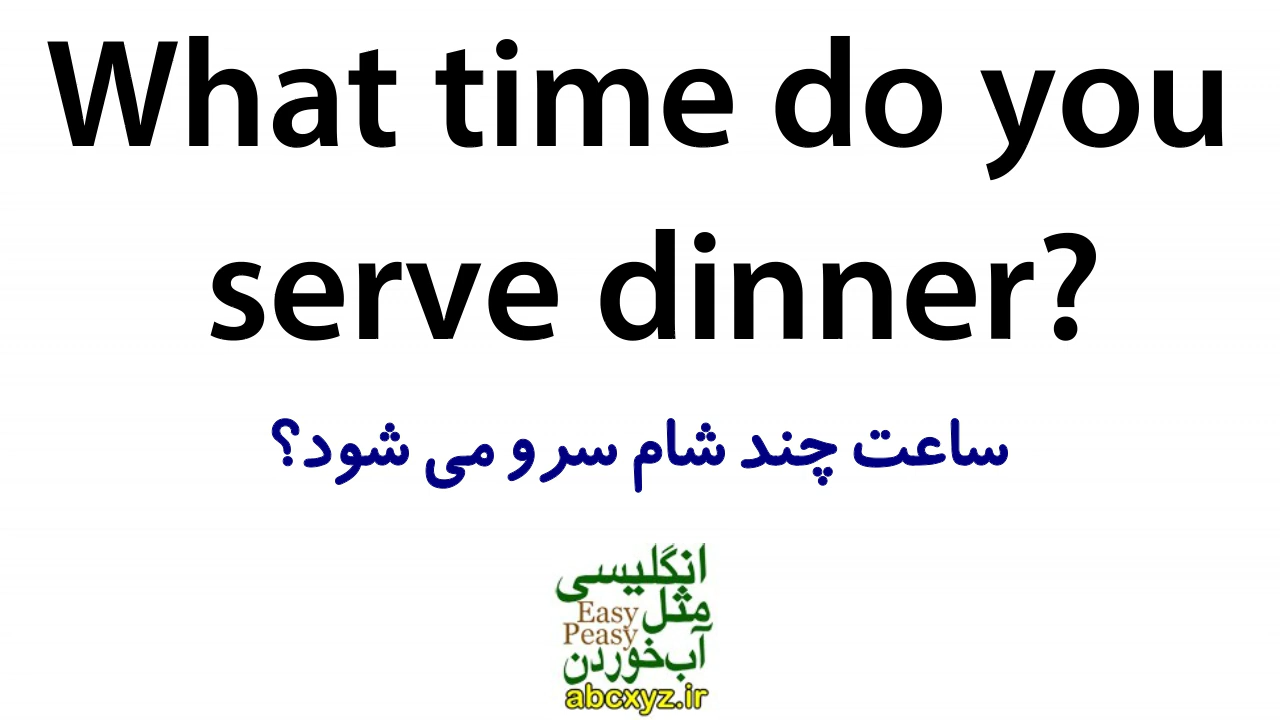 What time do you
serve dinner?
ساعت چند شام سرو می شود؟
انگلیسی
مثل Easy
Peasy
آب خوردن
abcxyz.ir